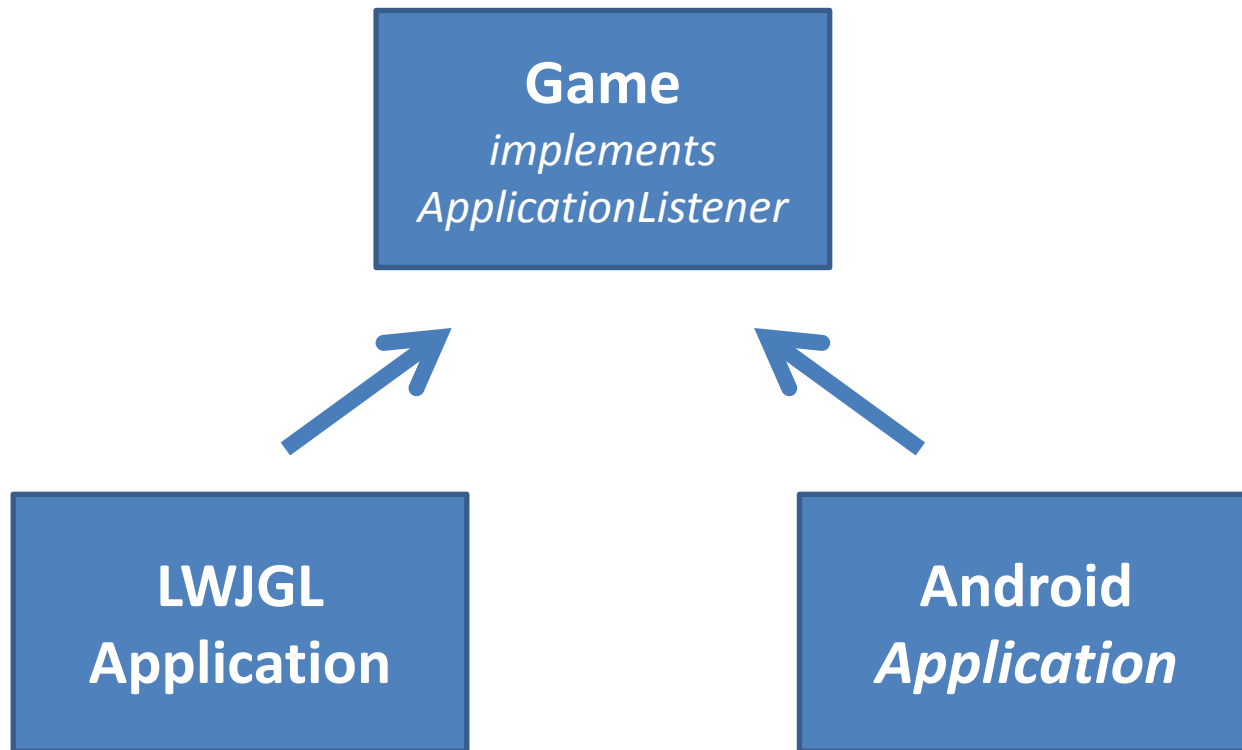 Game
implements
ApplicationListener
LWJGL
Application
Android
Application